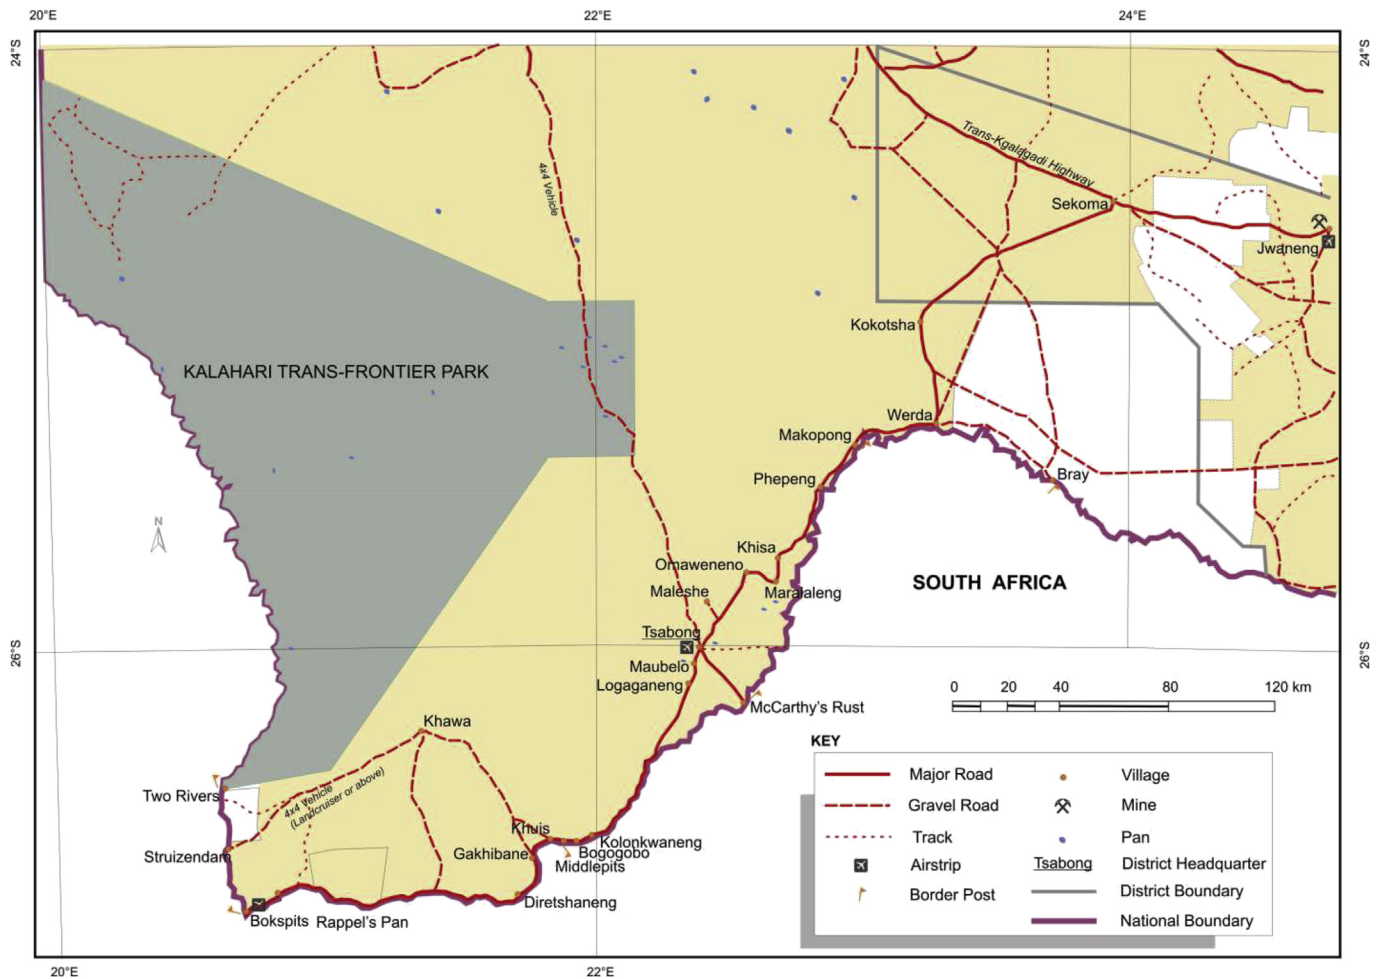 20°E
22°E
24°E
24°S
24°S
4x4 Vehicle
Trans-Kgalagadi Highway
Sekoma
Jwaneng
Kokotsha
KALAHARI TRANS-FRONTIER PARK
Werda
Makopong
Phepeng
Bray
N
Khisa
Omaweneno
SOUTH AFRICA
Maleshe
Maralaleng
Tsabong
26°S
26°S
Maubelo
Logaganeng
McCarthy's Rust
0 20 40 80 120 km
Khawa
Two Rivers
4x4 Vehicle
(Landcruiser or above)
Struizendam
Khuis
Kolonkwaneng
Gakhibane
Bogogobo
Middlepits
Diretshaneng
Bokspits
Rappel's Pan
KEY
Major Road
Village
Gravel Road
Mine
Track
Pan
Airstrip
Tsabong District Headquarter
Border Post
District Boundary
National Boundary
20°E
22°E
24°E